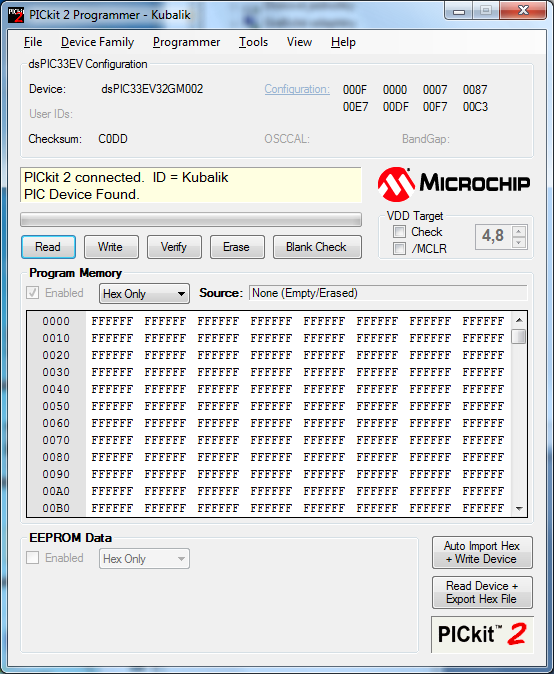 PICkit 2 Programmer - Kubalik
File Device Family Programmer Tools View Help
dsPIC33EV Configuration
Device: dsPIC33EV32GM002 Configuration: 000F 0000 0007 0087
User IDs: 00E7 00DF 00F7 00C3
Checksum: C0DD OSCCAL: BandGap:
PICkit 2 connected. ID = Kubalik
PIC Device Found.
MICROCHIP
VDD Target
Check
/MCLR
4,8
Read Write Verify Erase Blank Check
Program Memory
Enabled Hex Only Source: None (Empty/Erased)
0000 FFFFFF FFFFFF FFFFFF FFFFFF FFFFFF FFFFFF FFFFFF FFFFFF
0010 FFFFFF FFFFFF FFFFFF FFFFFF FFFFFF FFFFFF FFFFFF FFFFFF
0020 FFFFFF FFFFFF FFFFFF FFFFFF FFFFFF FFFFFF FFFFFF FFFFFF
0030 FFFFFF FFFFFF FFFFFF FFFFFF FFFFFF FFFFFF FFFFFF FFFFFF
0040 FFFFFF FFFFFF FFFFFF FFFFFF FFFFFF FFFFFF FFFFFF FFFFFF
0050 FFFFFF FFFFFF FFFFFF FFFFFF FFFFFF FFFFFF FFFFFF FFFFFF
0060 FFFFFF FFFFFF FFFFFF FFFFFF FFFFFF FFFFFF FFFFFF FFFFFF
0070 FFFFFF FFFFFF FFFFFF FFFFFF FFFFFF FFFFFF FFFFFF FFFFFF
0080 FFFFFF FFFFFF FFFFFF FFFFFF FFFFFF FFFFFF FFFFFF FFFFFF
0090 FFFFFF FFFFFF FFFFFF FFFFFF FFFFFF FFFFFF FFFFFF FFFFFF
00A0 FFFFFF FFFFFF FFFFFF FFFFFF FFFFFF FFFFFF FFFFFF FFFFFF
00B0 FFFFFF FFFFFF FFFFFF FFFFFF FFFFFF FFFFFF FFFFFF FFFFFF
EEPROM Data
Enabled Hex Only
Auto Import Hex
+ Write Device
Read Device +
Export Hex File
PICkit™ 2